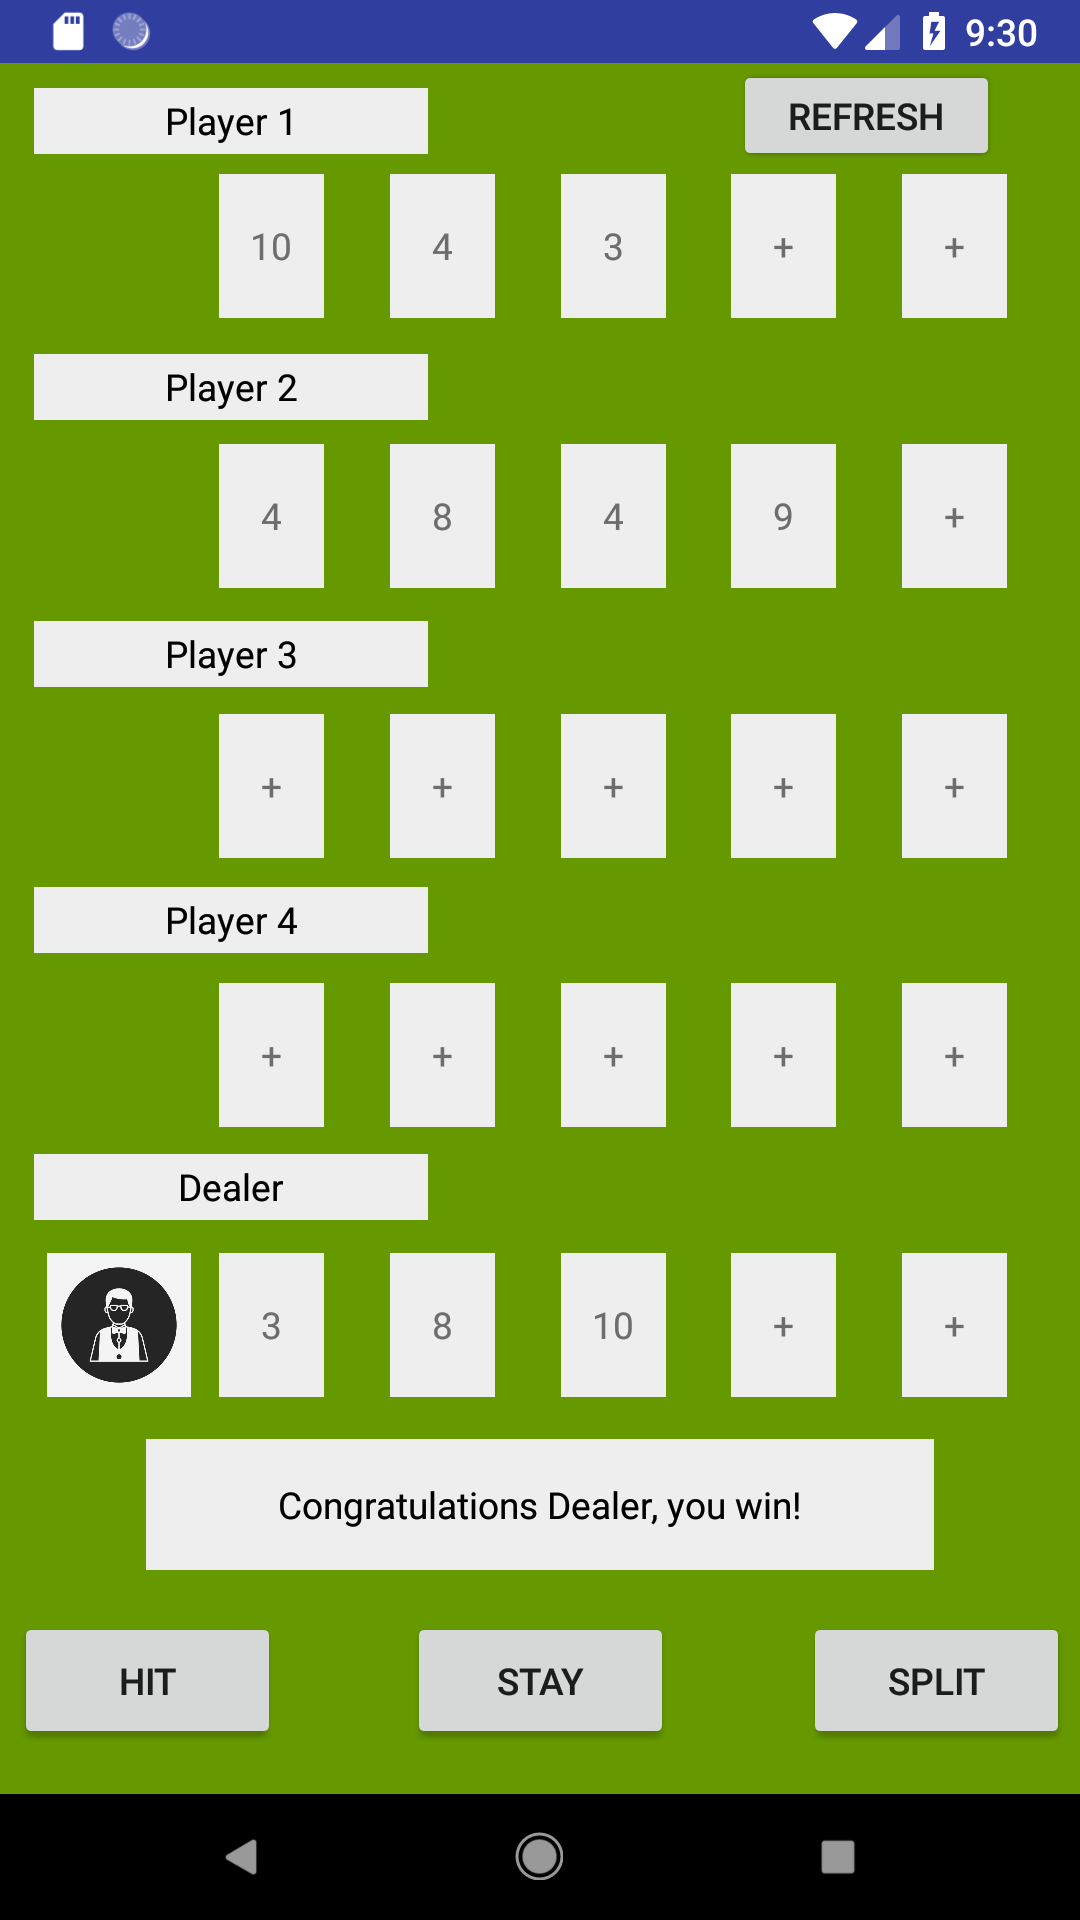 9:30
Player 1
REFRESH
10 4 3 + +
Player 2
4 8 4 9 +
Player 3
+ + + + +
Player 4
+ + + + +
Dealer
3 8 10 + +
Congratulations Dealer, you win!
HIT STAY SPLIT